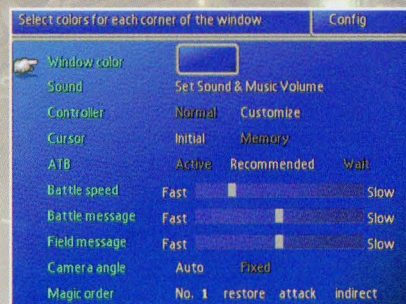 Select colors for each corner of the window. Config
Window color
Sound Set Sound & Music Volume
Controller Normal Customize
Cursor Initial Memory
ATB Active Recommended Wait
Battle speed Fast Slow
Battle message Fast Slow
Field message Fast Slow
Camera angle Auto Fixed
Magic order No. 1 restore attack indirect